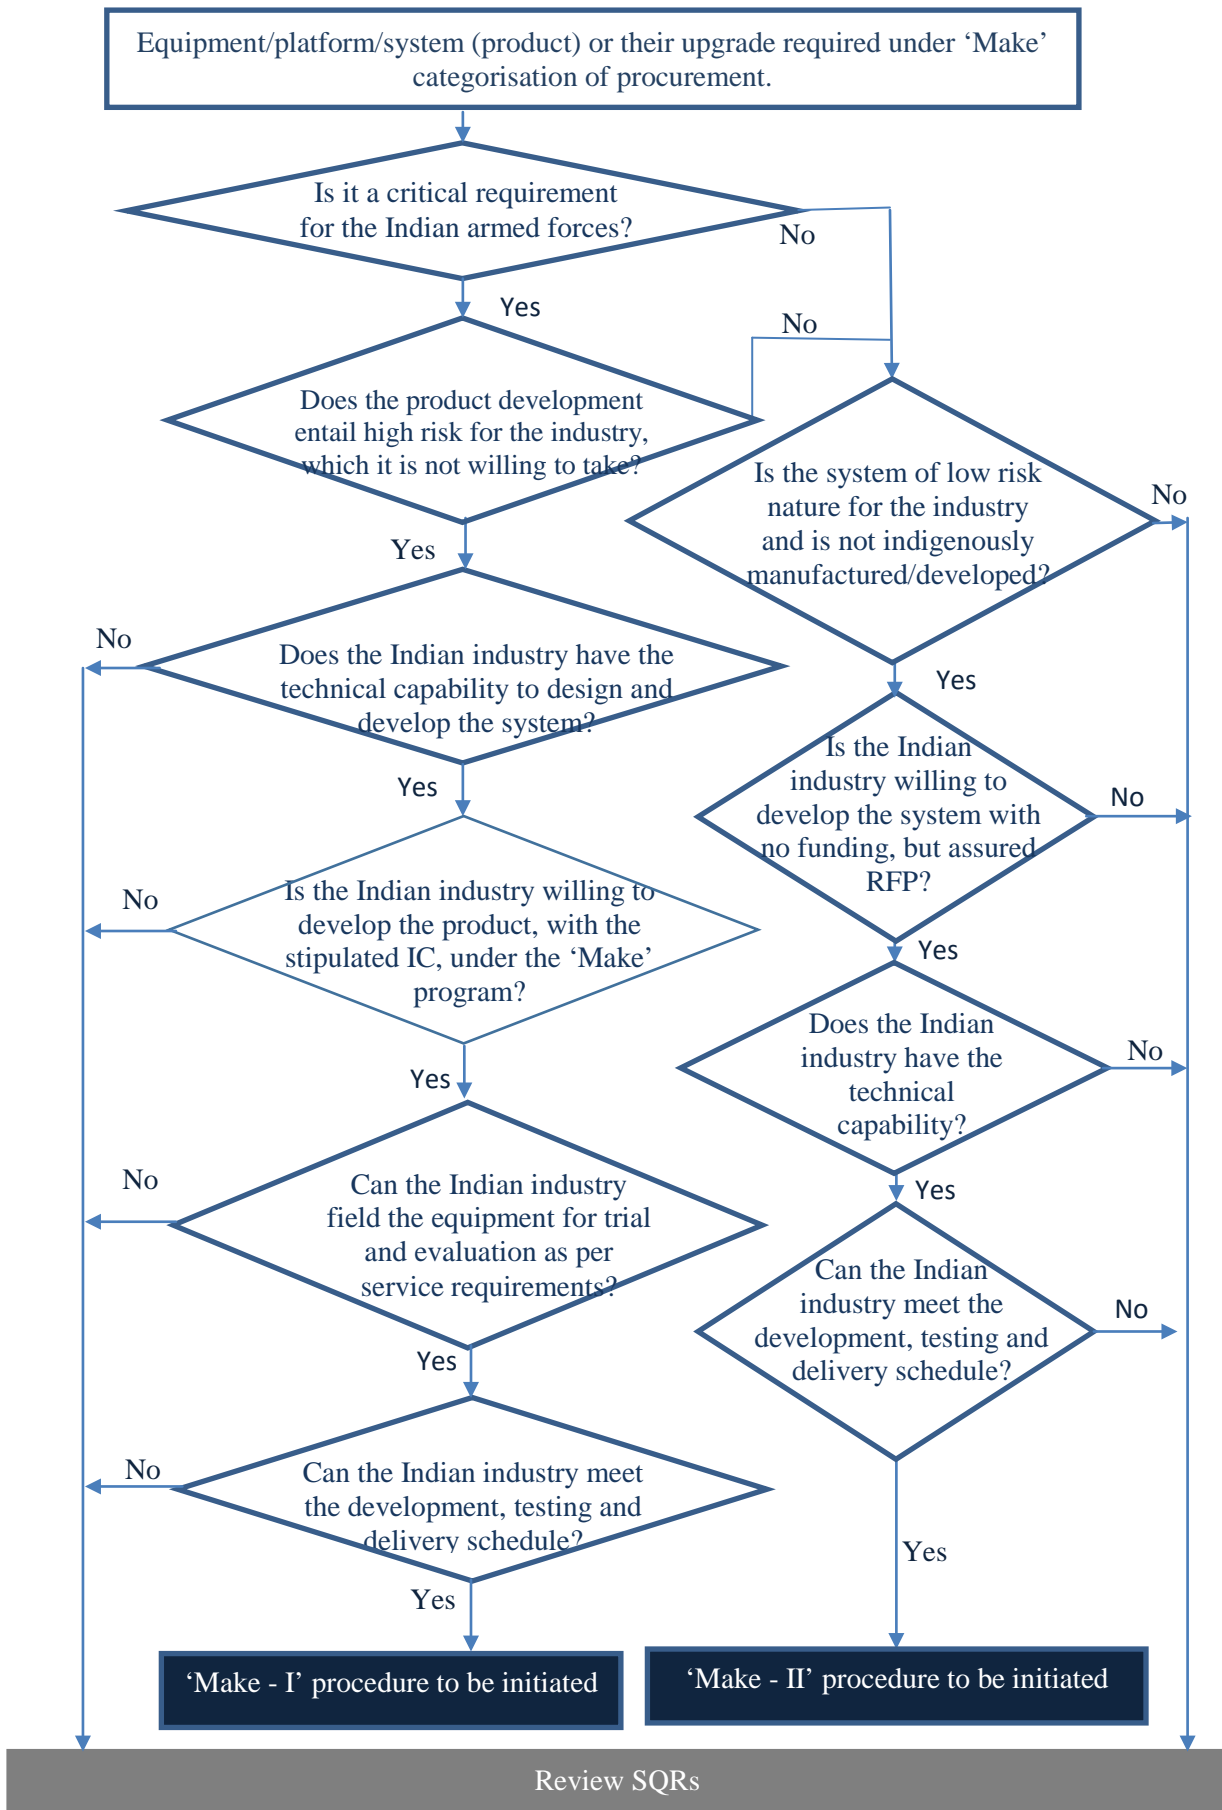 Equipment/platform/system (product) or their upgrade required under ‘Make’
categorisation of procurement.
Is it a critical requirement
for the Indian armed forces?
No
Yes
No
Does the product development
entail high risk for the industry,
which it is not willing to take?
Is the system of low risk
nature for the industry
and is not indigenously
manufactured/developed?
No
Yes
No
Does the Indian industry have the
technical capability to design and
develop the system?
Yes
Is the Indian
industry willing to
develop the system with
no funding, but assured
RFP?
No
Yes
No
Is the Indian industry willing to
develop the product, with the
stipulated IC, under the ‘Make’
program?
Yes
Does the Indian
industry have the
technical
capability?
No
Yes
No
Can the Indian industry
field the equipment for trial
and evaluation as per
service requirements?
Yes
Can the Indian
industry meet the
development, testing and
delivery schedule?
No
Yes
No
Can the Indian industry meet
the development, testing and
delivery schedule?
Yes
Yes
‘Make - I’ procedure to be initiated
‘Make - II’ procedure to be initiated
Review SQRs